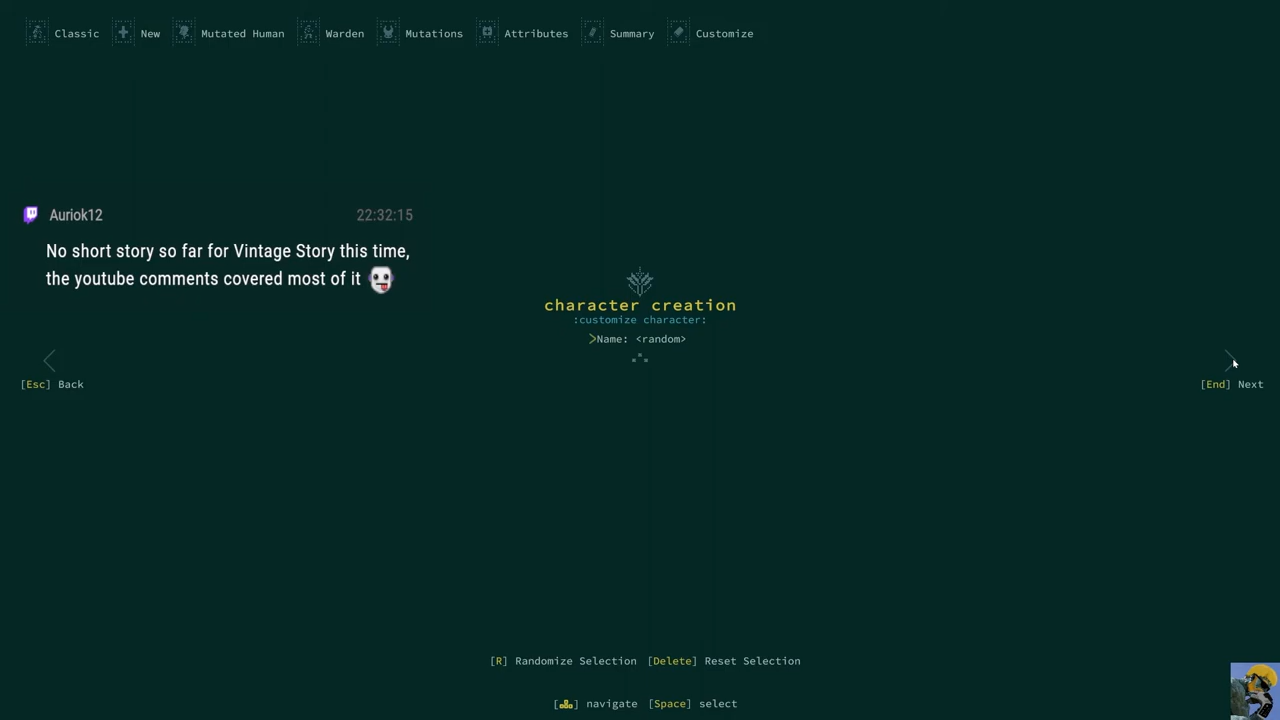 Classic New Mutated Human Warden Mutations Attributes Summary Customize
Auriok12 22:32:15
No short story so far for Vintage Story this time,
the youtube comments covered most of it
character creation
:customize character:
>Name: <random>
[Esc] Back
[End] Next
[R] Randomize Selection [Delete] Reset Selection
navigate [Space] select